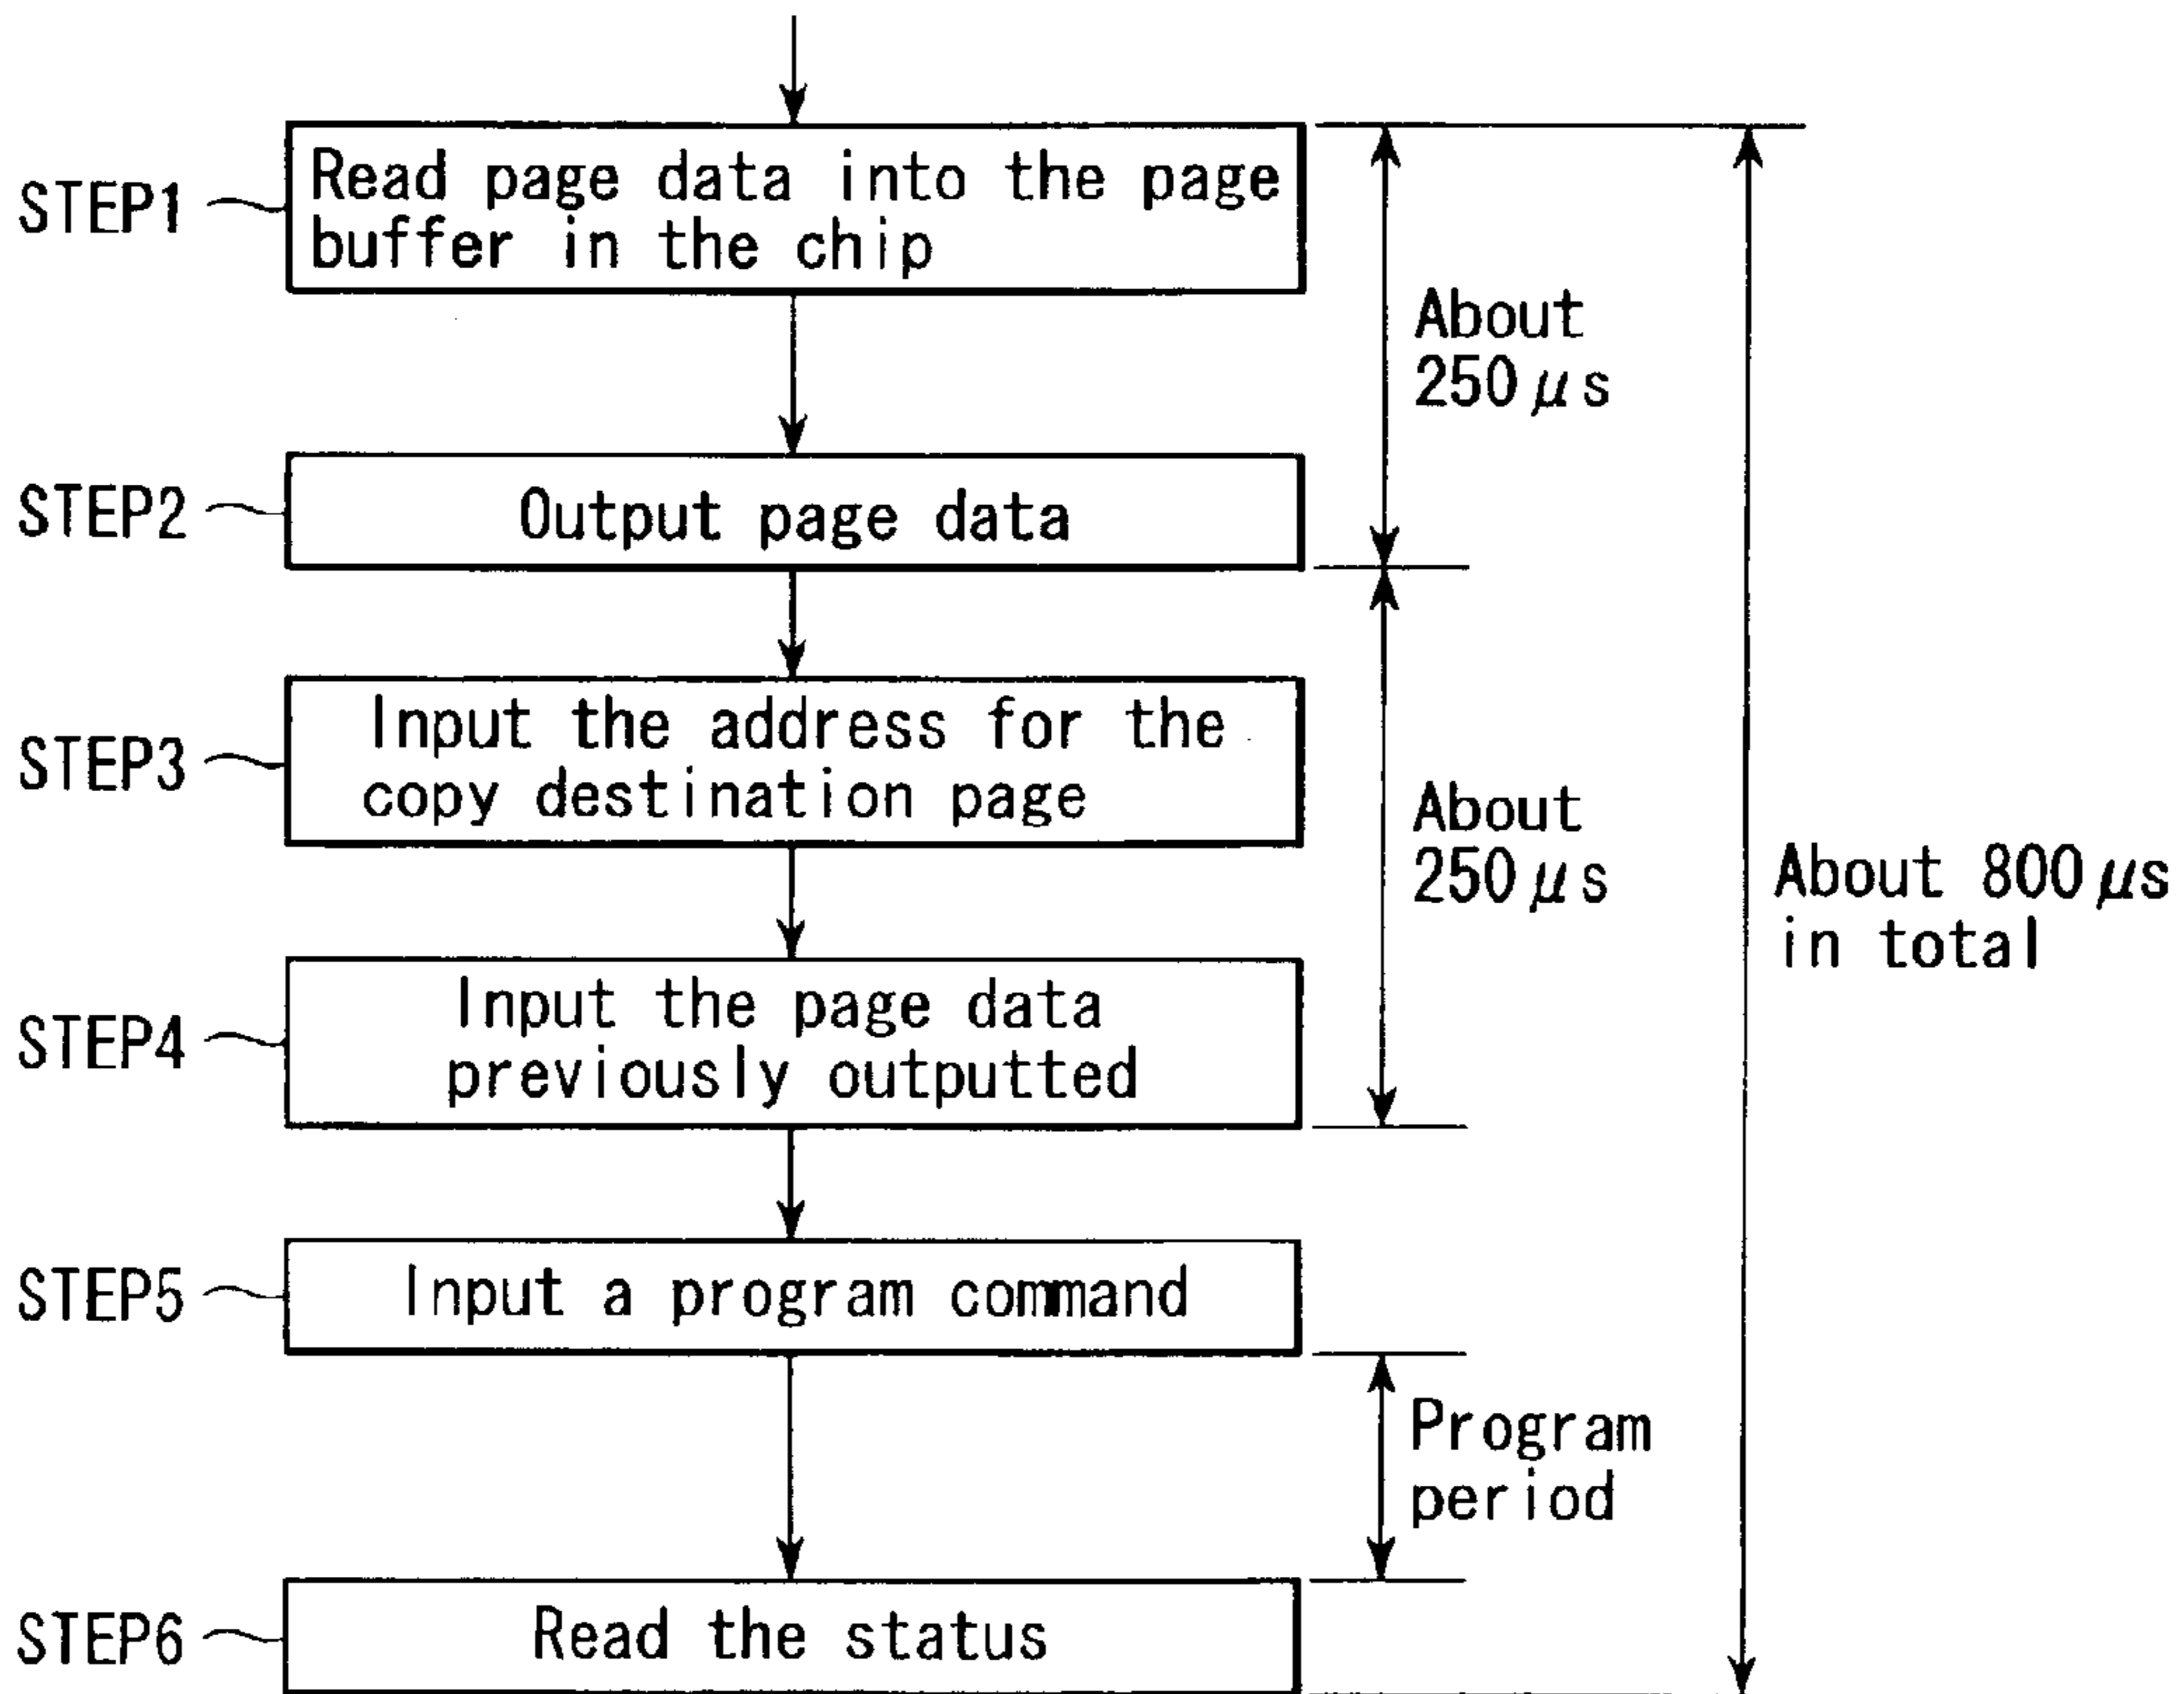 STEP1
Read page data into the page
buffer in the chip
About
250μs
STEP2
Output page data
STEP3
Input the address for the
copy destination page
About
250μs
About 800μs
in total
STEP4
Input the page data
previously outputted
STEP5
Input a program command
Program
period
STEP6
Read the status